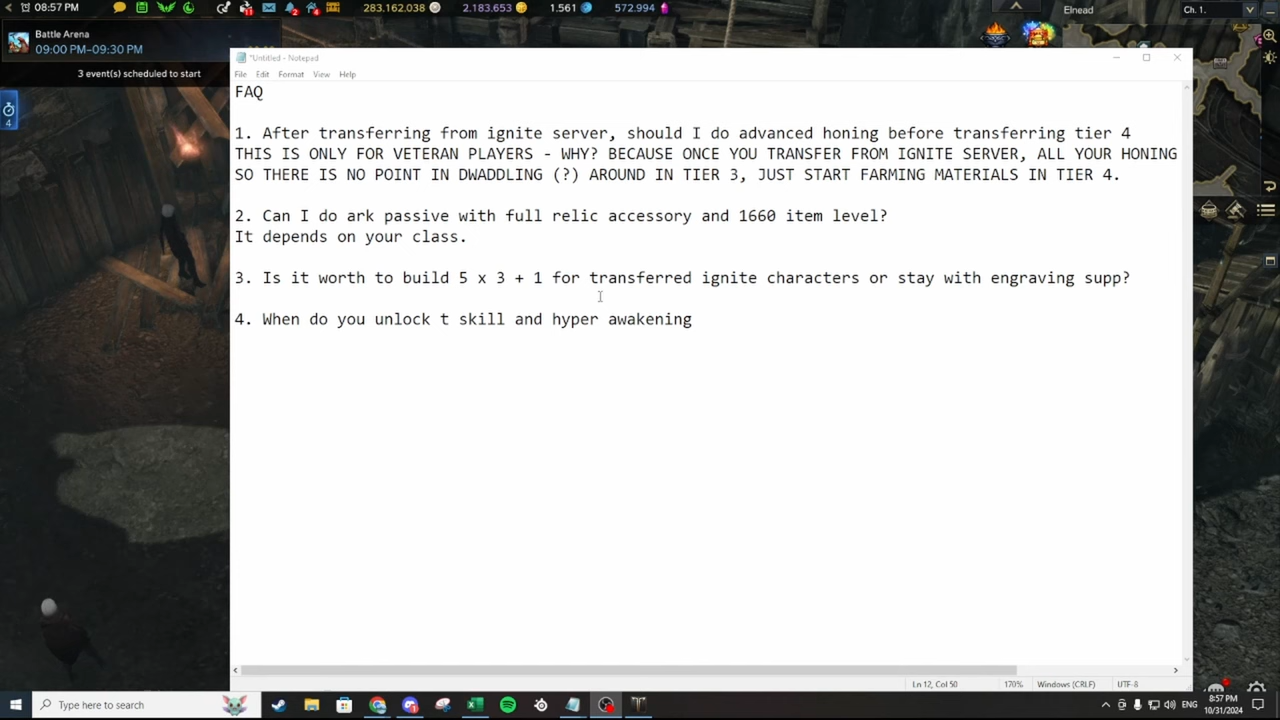 08:57 PM
283.162.038
2.183.653
1.561
572.994
Elnead
Ch. 1.
Battle Arena
09:00 PM~09:30 PM
3 event(s) scheduled to start
4
*Untitled - Notepad
File Edit Format View Help
FAQ
1. After transferring from ignite server, should I do advanced honing before transferring tier 4
THIS IS ONLY FOR VETERAN PLAYERS - WHY? BECAUSE ONCE YOU TRANSFER FROM IGNITE SERVER, ALL YOUR HONING
SO THERE IS NO POINT IN DWADDLING (?) AROUND IN TIER 3, JUST START FARMING MATERIALS IN TIER 4.
2. Can I do ark passive with full relic accessory and 1660 item level?
It depends on your class.
3. Is it worth to build 5 x 3 + 1 for transferred ignite characters or stay with engraving supp?
4. When do you unlock t skill and hyper awakening
Ln 12, Col 50 170% Windows (CRLF) UTF-8
Type here to search
ENG
8:57 PM
10/31/2024